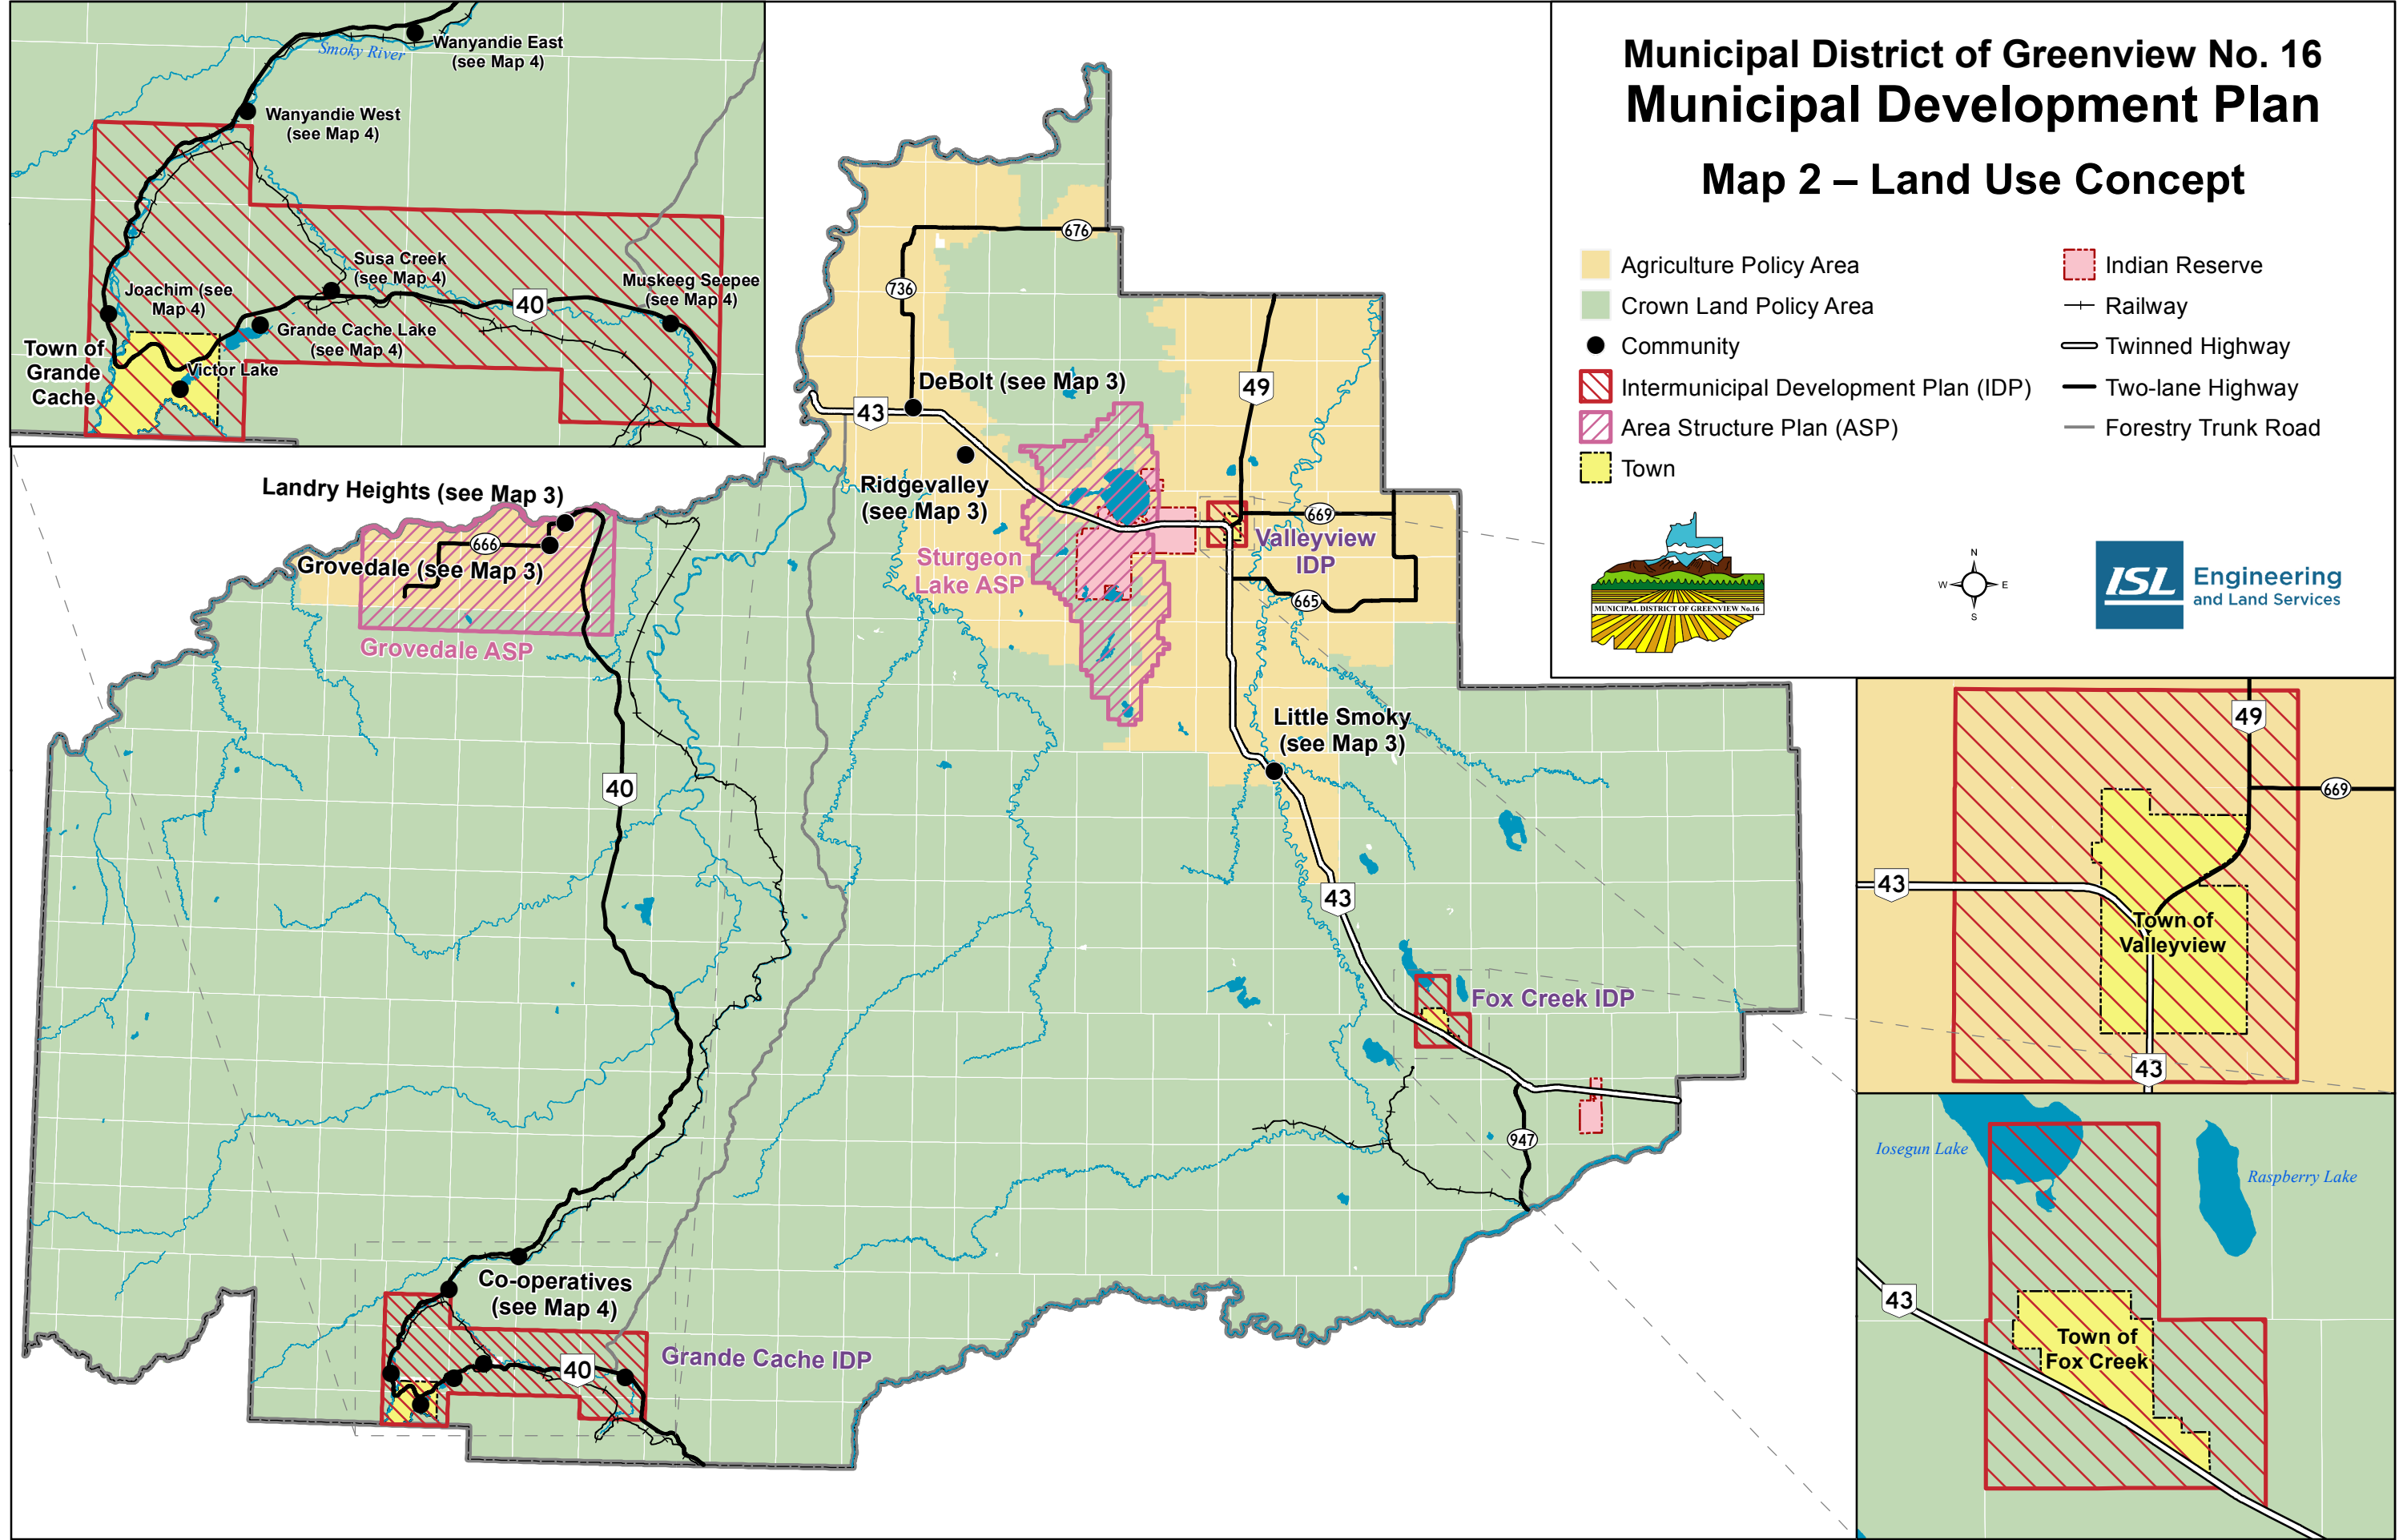 Municipal District of Greenview No. 16
Municipal Development Plan
Map 2 – Land Use Concept
Agriculture Policy Area
Crown Land Policy Area
Community
Intermunicipal Development Plan (IDP)
Area Structure Plan (ASP)
Town
Indian Reserve
Railway
Twinned Highway
Two-lane Highway
Forestry Trunk Road
MUNICIPAL DISTRICT OF GREENVIEW No.16
N
W
E
S
ISL Engineering
and Land Services
Wanyandie East
(see Map 4)
Smoky River
Wanyandie West
(see Map 4)
Susa Creek
(see Map 4)
Muskeeg Seepee
(see Map 4)
Joachim (see
Map 4)
40
Grande Cache Lake
(see Map 4)
Town of
Grande
Cache
Victor Lake
676
736
DeBolt (see Map 3)
49
43
Landry Heights (see Map 3)
Ridgevalley
(see Map 3)
669
666
Valleyview
IDP
Grovedale (see Map 3)
Sturgeon
Lake ASP
665
Grovedale ASP
Little Smoky
(see Map 3)
40
43
Fox Creek IDP
947
Co-operatives
(see Map 4)
Grande Cache IDP
40
49
669
43
Town of
Valleyview
43
Iosegun Lake
Raspberry Lake
43
Town of
Fox Creek